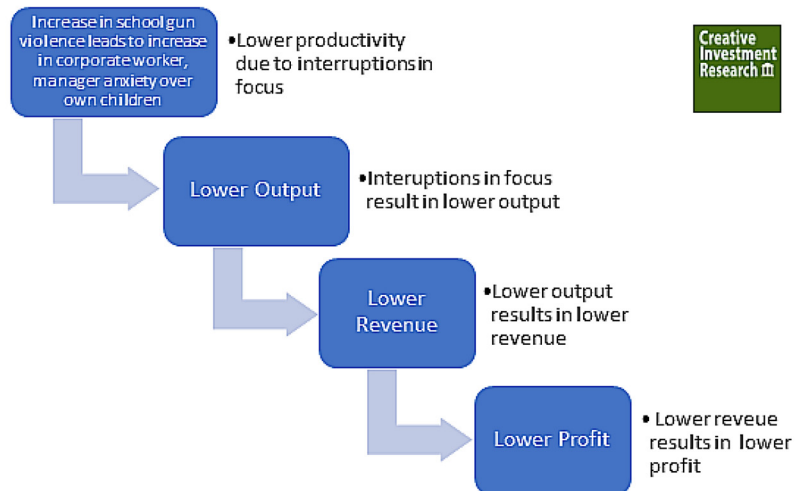 Increase in school gun
violence leads to increase
in corporate worker,
manager anxiety over
own children
•Lower productivity
due to interruptions in
focus
Creative
Investment
Research
Lower Output
•Interuptions in focus
result in lower output
Lower
Revenue
•Lower output
results in lower
revenue
Lower Profit
• Lower reveue
results in lower
profit